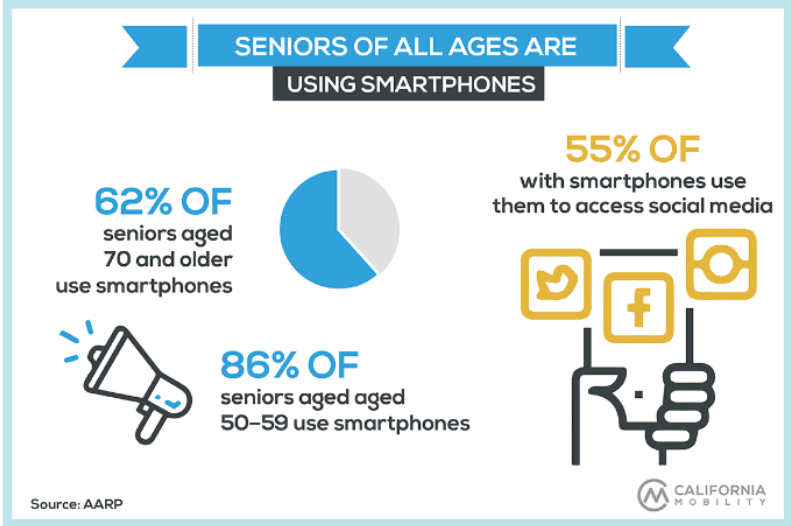 SENIORS OF ALL AGES ARE
USING SMARTPHONES
62% OF
seniors aged
70 and older
use smartphones
86% OF
seniors aged aged
50–59 use smartphones
55% OF
with smartphones use
them to access social media
Source: AARP
CALIFORNIA
MOBILITY